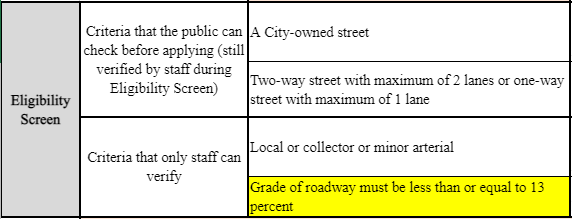 Eligibility
Screen
Criteria that the public can
check before applying (still
verified by staff during
Eligibility Screen)
A City-owned street
Two-way street with maximum of 2 lanes or one-way
street with maximum of 1 lane
Criteria that only staff can
verify
Local or collector or minor arterial
Grade of roadway must be less than or equal to 13
percent